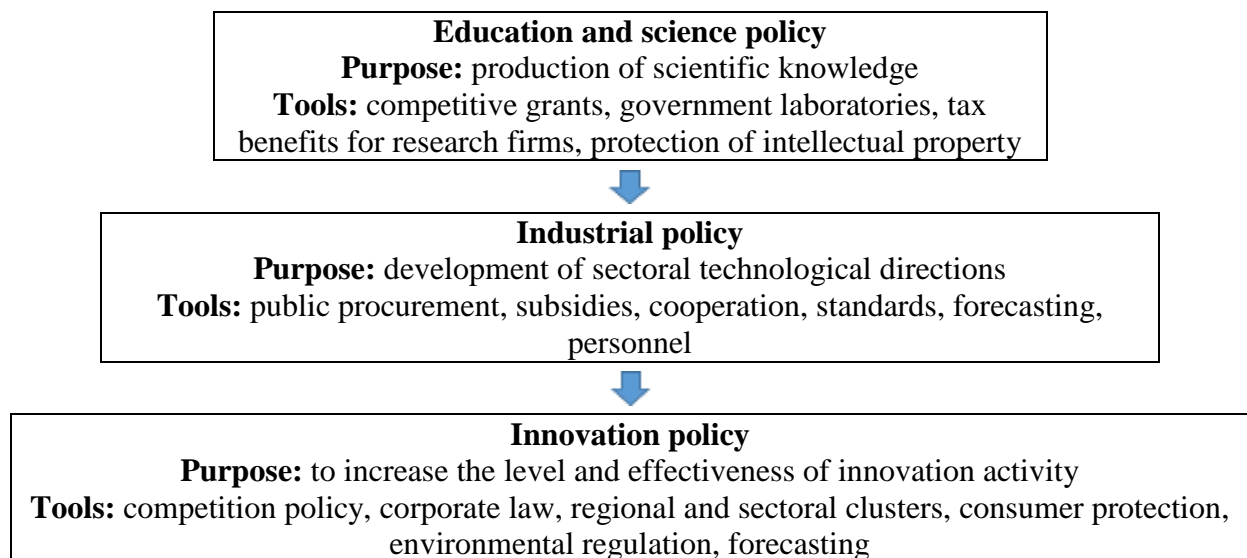 Education and science policy
Purpose: production of scientific knowledge
Tools: competitive grants, government laboratories, tax
benefits for research firms, protection of intellectual property
Industrial policy
Purpose: development of sectoral technological directions
Tools: public procurement, subsidies, cooperation, standards, forecasting,
personnel
Innovation policy
Purpose: to increase the level and effectiveness of innovation activity
Tools: competition policy, corporate law, regional and sectoral clusters, consumer protection,
environmental regulation, forecasting